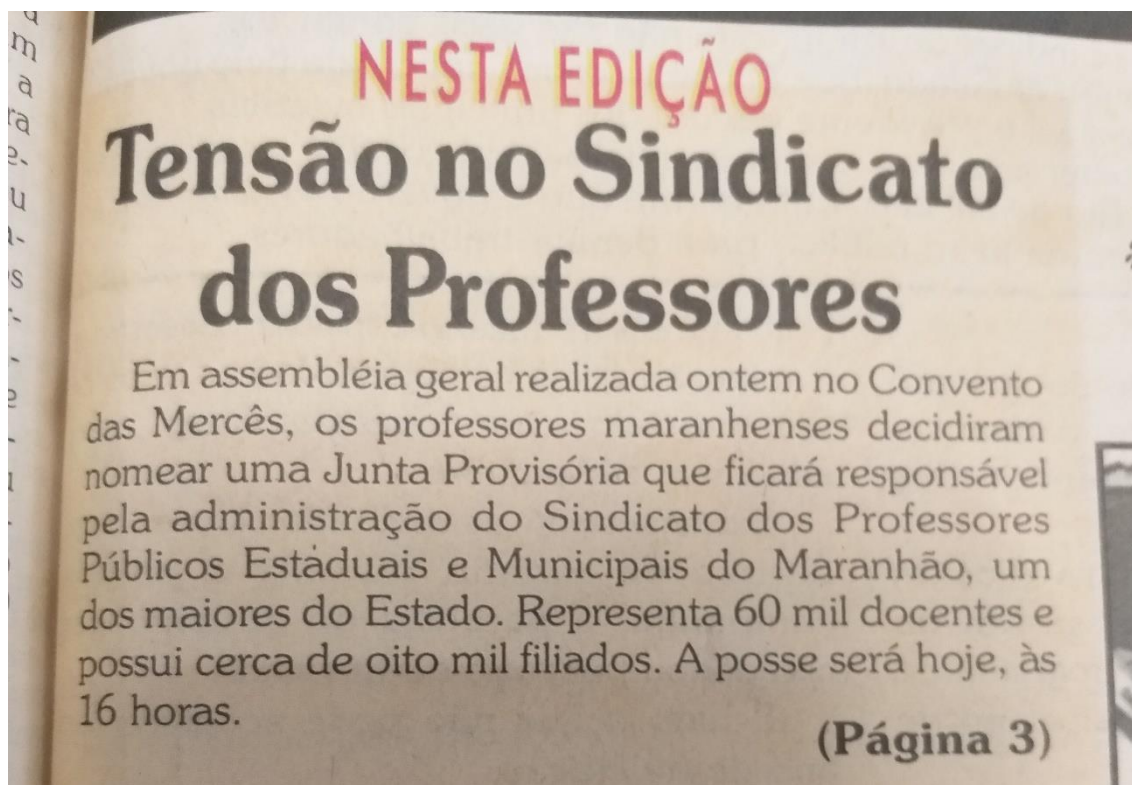 NESTA EDIÇÃO
Tensão no Sindicato
dos Professores
Em assembléia geral realizada ontem no Convento
das Mercês, os professores maranhenses decidiram
nomear uma Junta Provisória que ficará responsável
pela administração do Sindicato dos Professores
Públicos Estaduais e Municipais do Maranhão, um
dos maiores do Estado. Representa 60 mil docentes e
possui cerca de oito mil filiados. A posse será hoje, às
16 horas.
(Página 3)